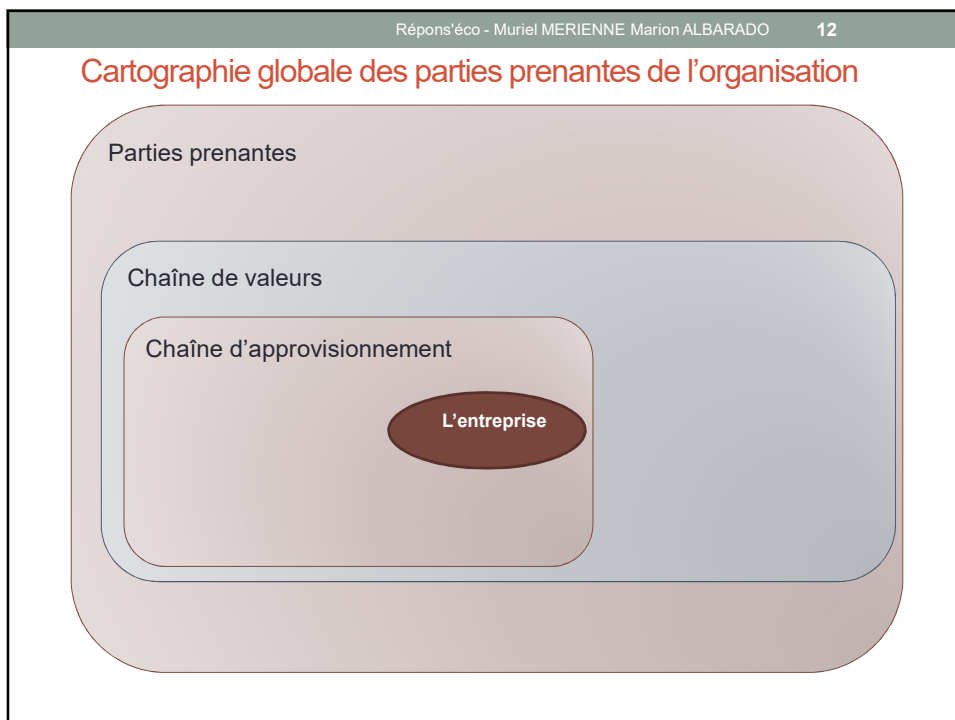 Répons'éco - Muriel MERIENNE Marion ALBARADO 12
Cartographie globale des parties prenantes de l’organisation
Parties prenantes
Chaîne de valeurs
Chaîne d’approvisionnement
L’entreprise